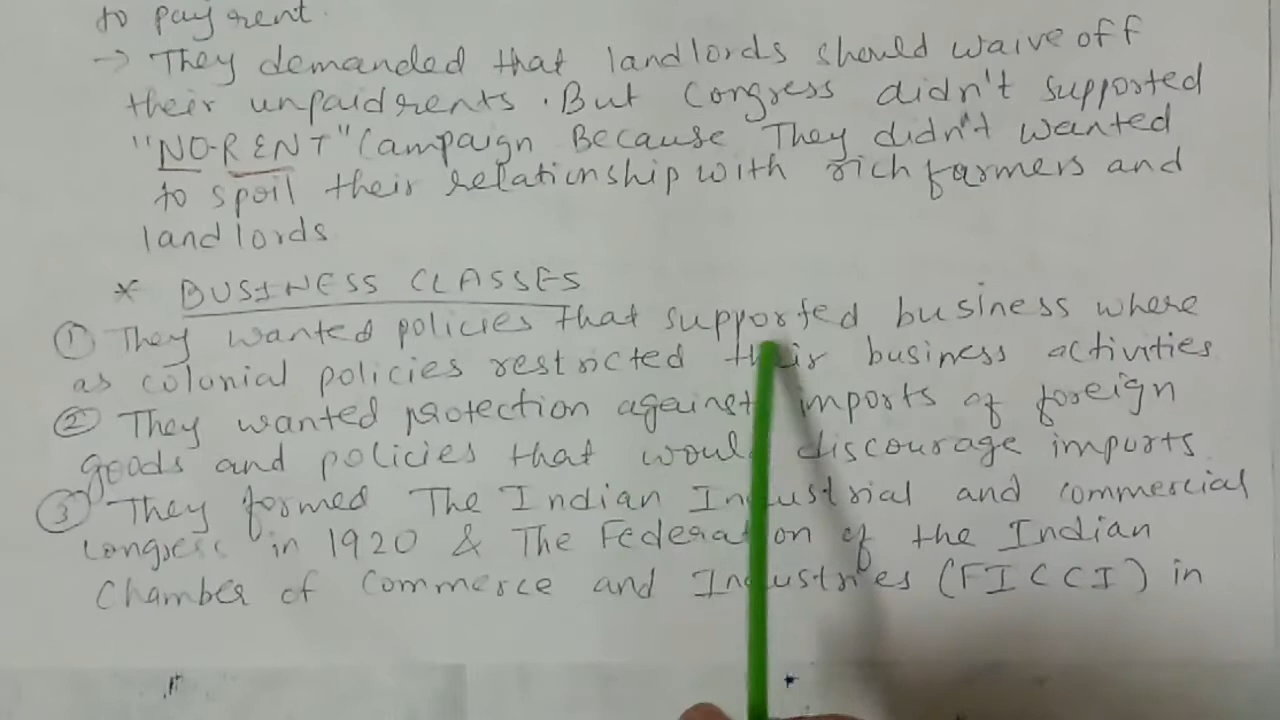 to pay rent.
→ They demanded that landlords should waive off
their unpaid rents. But Congress didn't supported
"NO-RENT" Campaign Because They didn't wanted
to spoil their relationship with rich farmers and
landlords
* BUSINESS CLASSES
① They wanted policies that supported business where
as colonial policies restricted their business activities
② They wanted protection against imports of foreign
goods and policies that would discourage imports.
③ They formed The Indian Industrial and commercial
Congress in 1920 & The Federation of the Indian
Chamber of Commerce and Industries (FICCI) in